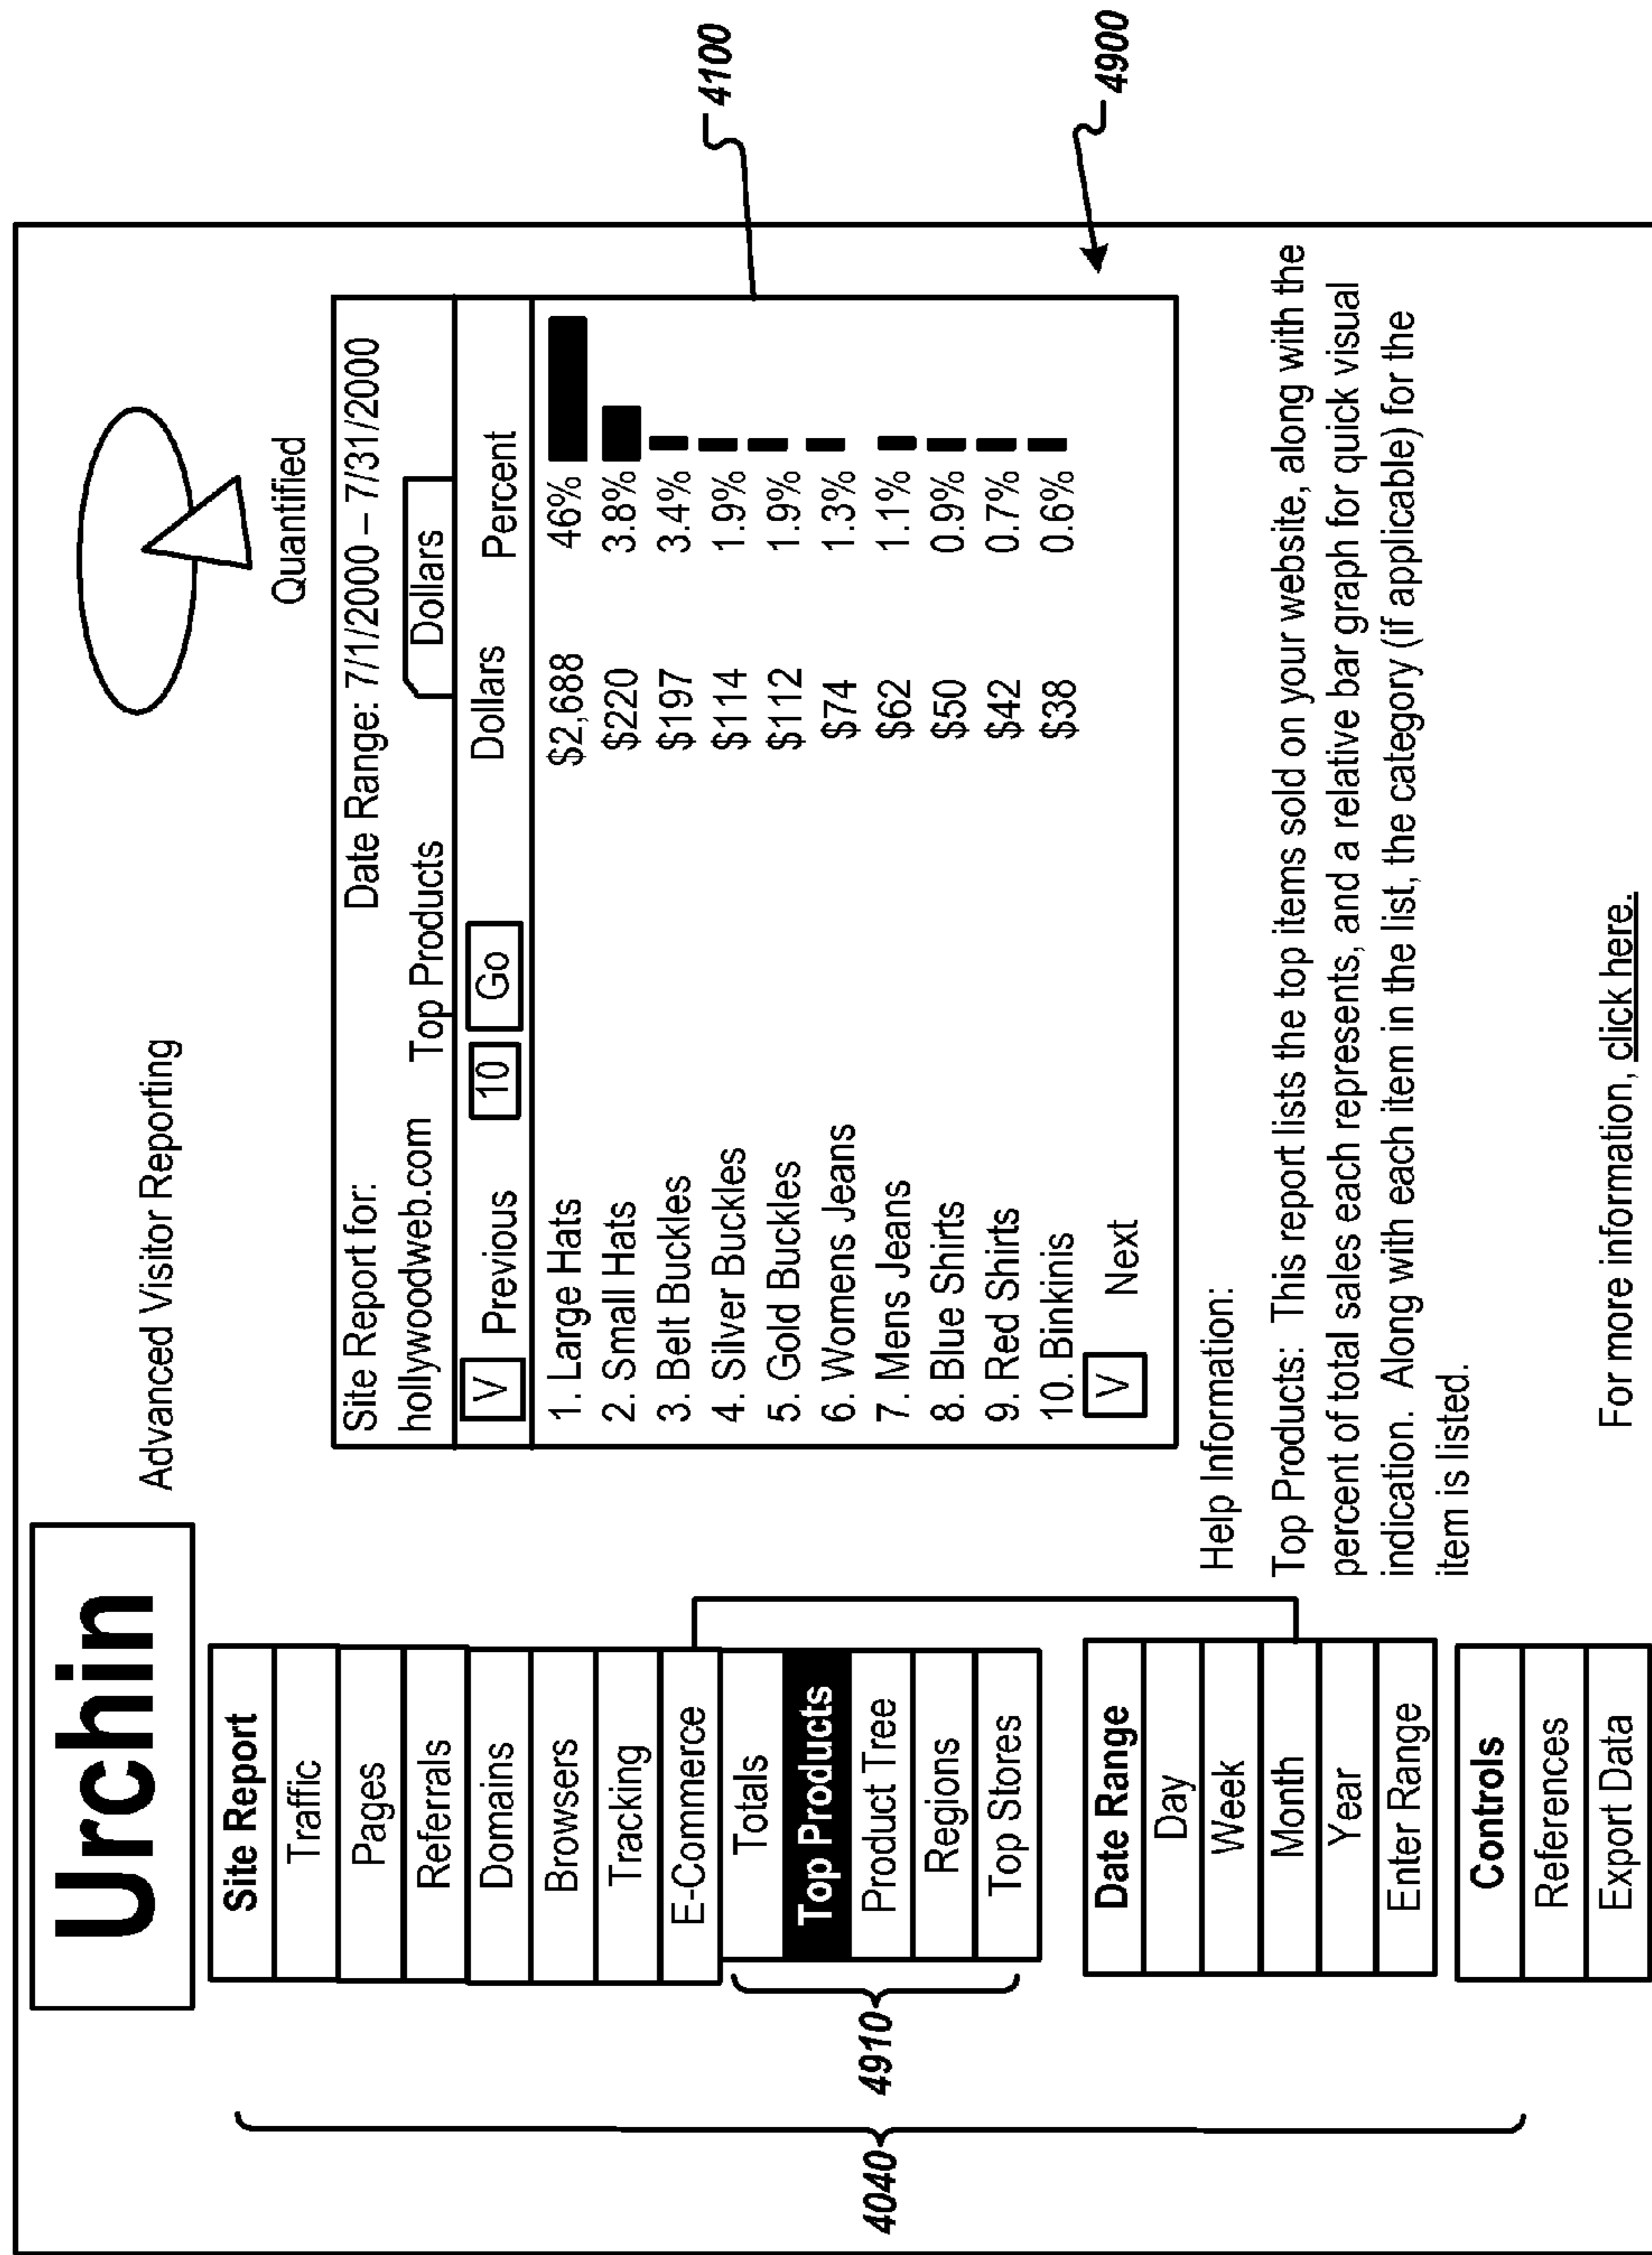 Urchin
Advanced Visitor Reporting
Quantified
Site Report
Traffic
Pages
Referrals
Domains
Browsers
Tracking
E-Commerce
Totals
Top Products
Product Tree
Regions
Top Stores
Date Range
Day
Week
Month
Year
Enter Range
Controls
References
Export Data
4040
4910
Site Report for: Date Range: 7/1/2000 – 7/31/2000
hollywoodweb.com Top Products Dollars
V Previous 10 Go Dollars Percent
1. Large Hats $2,688 46%
2. Small Hats $220 3.8%
3. Belt Buckles $197 3.4%
4. Silver Buckles $114 1.9%
5. Gold Buckles $112 1.9%
6. Womens Jeans $74 1.3%
7. Mens Jeans $62 1.1%
8. Blue Shirts $50 0.9%
9. Red Shirts $42 0.7%
10. Binkinis $38 0.6%
V Next
4100
4900
Help Information:
Top Products: This report lists the top items sold on your website, along with the
percent of total sales each represents, and a relative bar graph for quick visual
indication. Along with each item in the list, the category (if applicable) for the
item is listed.
For more information, click here.